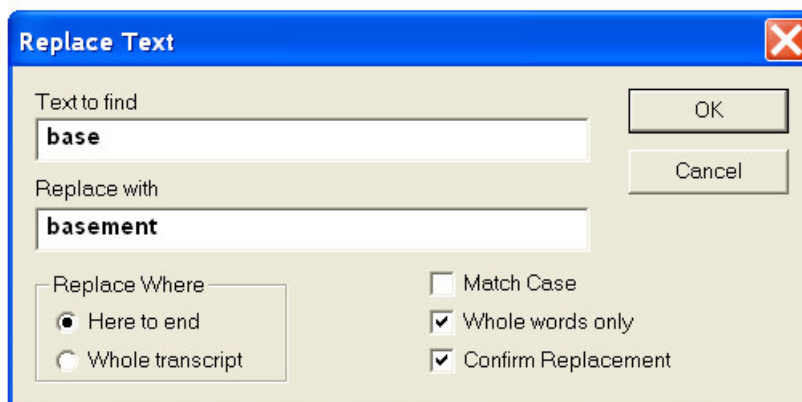 Replace Text
Text to find
base
OK
Replace with
Cancel
basement
Replace Where
Here to end
Whole transcript
Match Case
Whole words only
Confirm Replacement